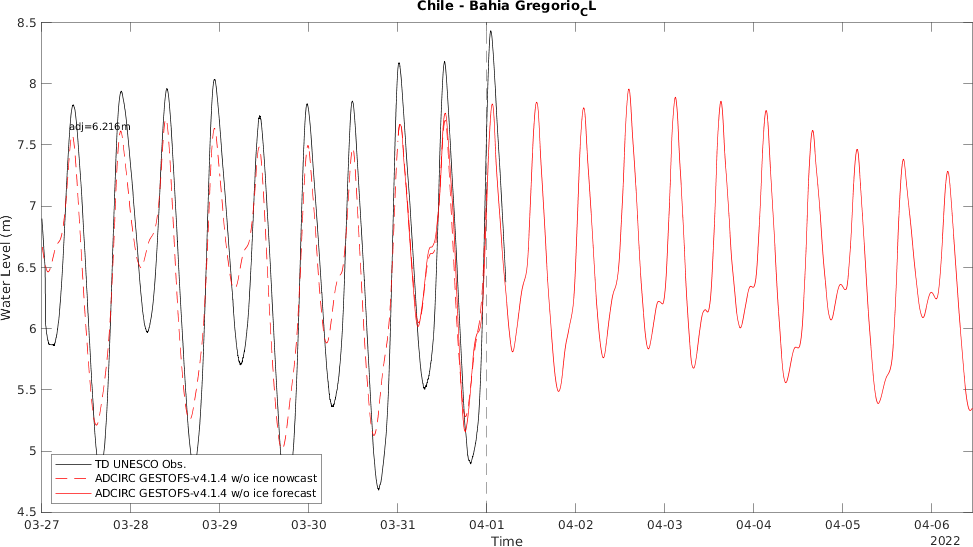 Chile - Bahia Gregorio_CL
8.5
8
7.5
7
6.5
6
5.5
5
4.5
Water Level (m)
adj=6.216m
TD UNESCO Obs.
ADCIRC GESTOFS-v4.1.4 w/o ice nowcast
ADCIRC GESTOFS-v4.1.4 w/o ice forecast
03-27 03-28 03-29 03-30 03-31 04-01 04-02 04-03 04-04 04-05 04-06
Time
2022